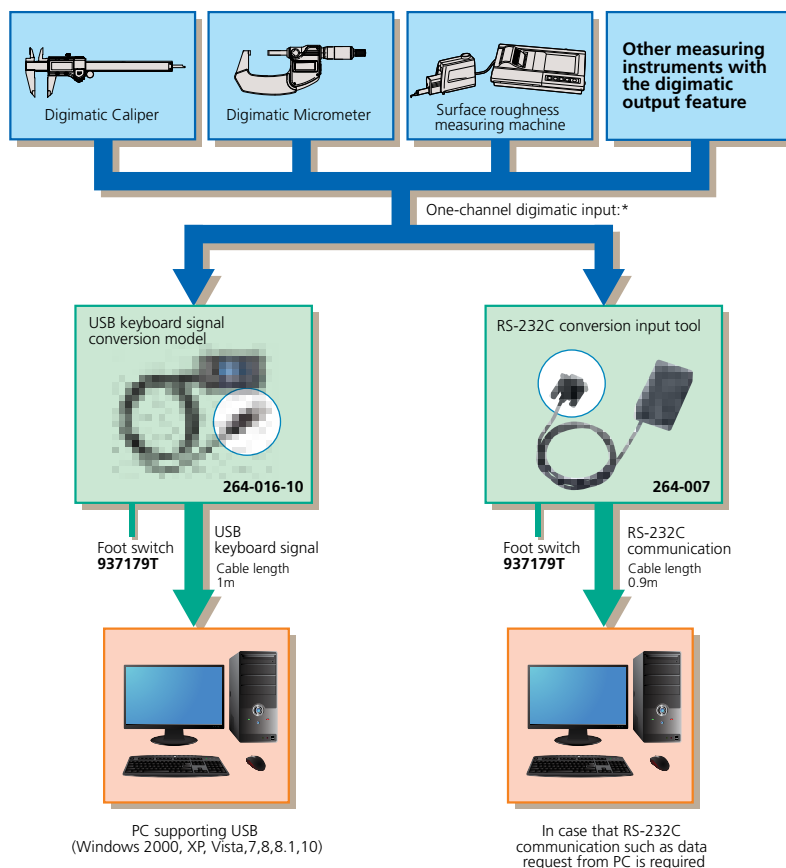 Digimatic Caliper
Digimatic Micrometer
Surface roughness
measuring machine
Other measuring
instruments with
the digimatic
output feature
One-channel digimatic input:*
USB keyboard signal
conversion model
264-016-10
RS-232C conversion input tool
264-007
Foot switch
937179T
USB
keyboard signal
Cable length
1m
Foot switch
937179T
RS-232C
communication
Cable length
0.9m
PC supporting USB
(Windows 2000, XP, Vista,7,8,8.1,10)
In case that RS-232C
communication such as data
request from PC is required